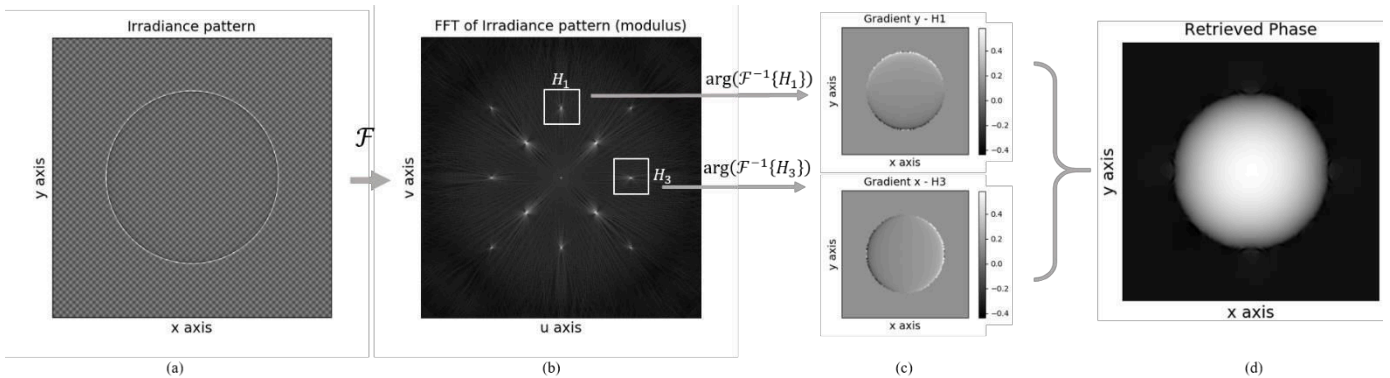 Irradiance pattern
y axis
x axis
(a)
ℱ
FFT of Irradiance pattern (modulus)
v axis
H₁
H₃
u axis
(b)
arg(ℱ⁻¹{H₁})
arg(ℱ⁻¹{H₃})
Gradient y - H1
y axis
x axis
0.4
0.2
0.0
−0.2
−0.4
Gradient x - H3
y axis
x axis
0.4
0.2
0.0
−0.2
−0.4
(c)
Retrieved Phase
y axis
x axis
(d)